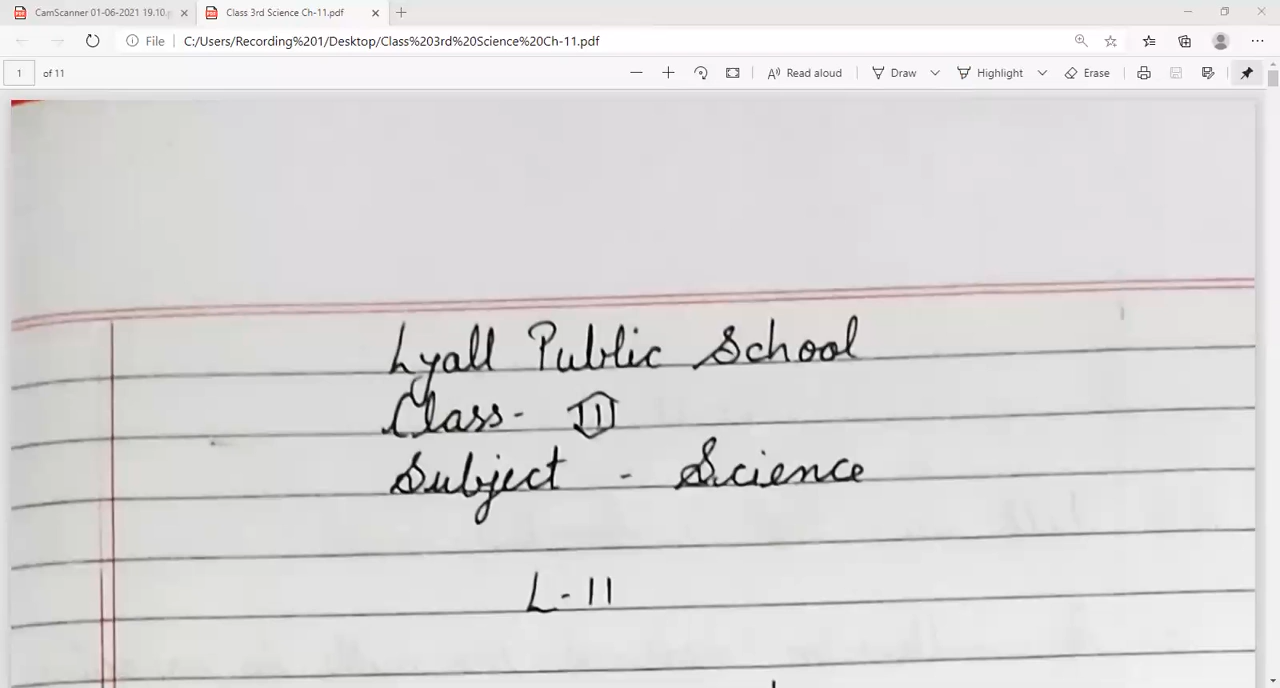 CamScanner 01-06-2021 19.10.p
Class 3rd Science Ch-11.pdf
File
C:/Users/Recording%201/Desktop/Class%203rd%20Science%20Ch-11.pdf
1 of 11
Read aloud
Draw
Highlight
Erase
Lyall Public School
Class - III
Subject - Science
L-11